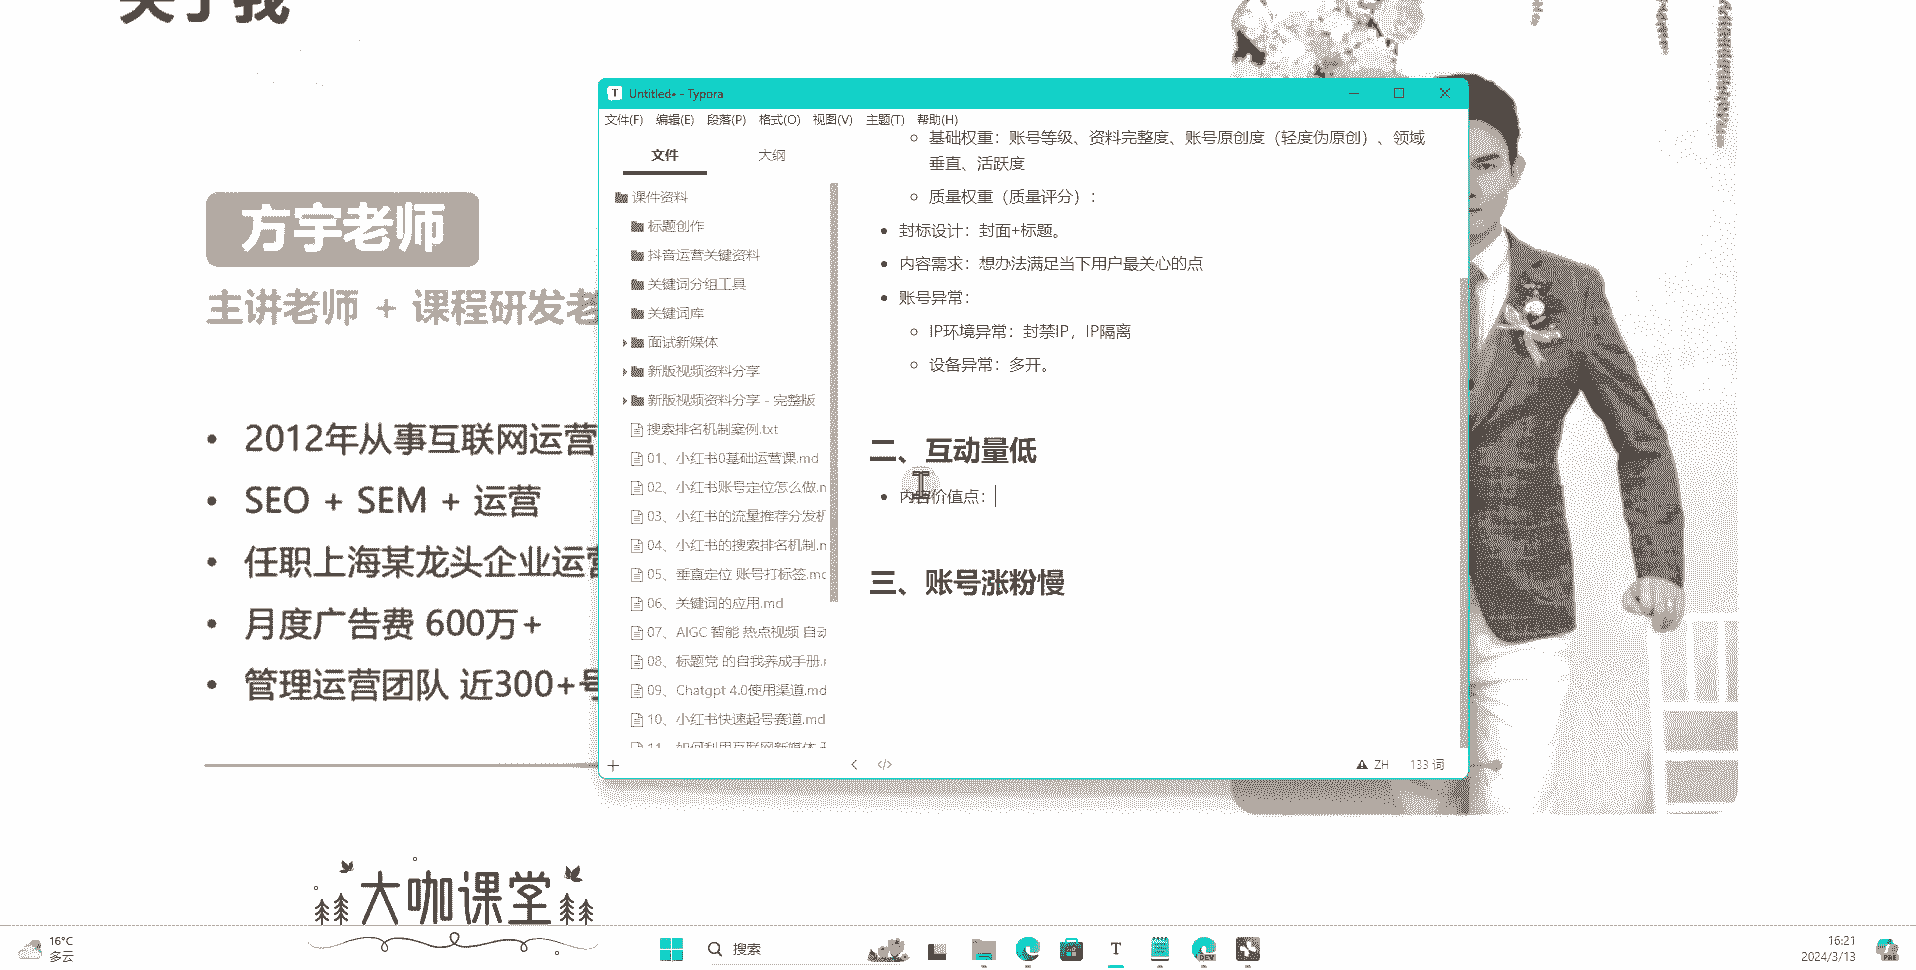 关于我
方宇老师
主讲老师 + 课程研发老
• 2012年从事互联网运营
• SEO + SEM + 运营
• 任职上海某龙头企业运营
• 月度广告费 600万+
• 管理运营团队 近300+号
大咖课堂
Untitled• - Typora
文件(F) 编辑(E) 段落(P) 格式(O) 视图(V) 主题(T) 帮助(H)
文件 大纲
课件资料
标题创作
抖音运营关键资料
关键词分组工具
关键词库
面试新媒体
新版视频资料分享
新版视频资料分享 - 完整版
搜索排名机制案例.txt
01、小红书0基础运营课.md
02、小红书账号定位怎么做.n
03、小红书的流量推荐分发机
04、小红书的搜索排名机制.n
05、垂直定位 账号打标签.mc
06、关键词的应用.md
07、AIGC 智能 热点视频 自动
08、标题党 的自我养成手册.r
09、Chatgpt 4.0使用渠道.md
10、小红书快速起号赛道.md
11、如何利用互联网新媒体
基础权重：账号等级、资料完整度、账号原创度（轻度伪原创）、领域
垂直、活跃度
质量权重（质量评分）：
封标设计：封面+标题。
内容需求：想办法满足当下用户最关心的点
账号异常：
IP环境异常：封禁IP，IP隔离
设备异常：多开。
二、互动量低
内容价值点：
三、账号涨粉慢
ZH 133 词
16°C
多云
搜索
DEV
16:21
2024/3/13
PRE